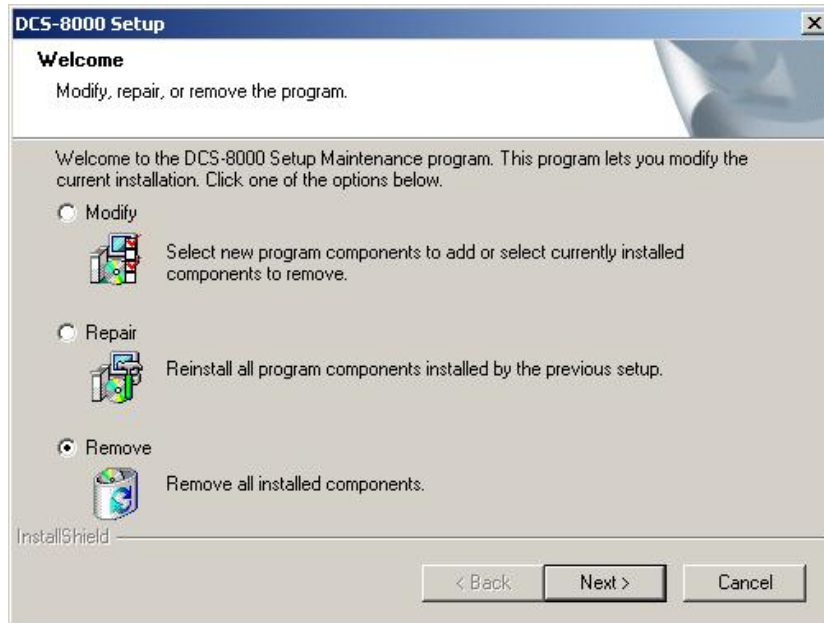 DCS-8000 Setup
Welcome
Modify, repair, or remove the program.
Welcome to the DCS-8000 Setup Maintenance program. This program lets you modify the
current installation. Click one of the options below.
Modify
Select new program components to add or select currently installed
components to remove.
Repair
Reinstall all program components installed by the previous setup.
Remove
Remove all installed components.
InstallShield
< Back
Next >
Cancel